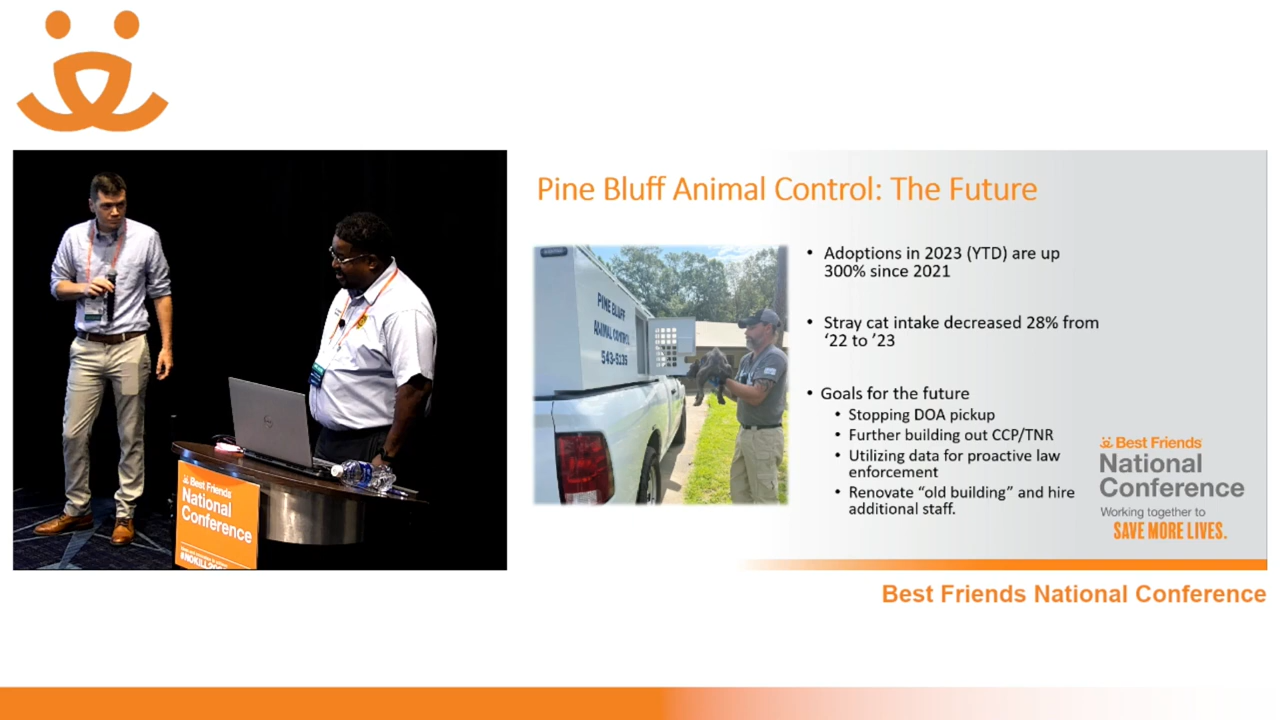 Pine Bluff Animal Control: The Future
PINE BLUFF
ANIMAL CONTROL
543-5135
• Adoptions in 2023 (YTD) are up
300% since 2021
• Stray cat intake decreased 28% from
‘22 to ’23
• Goals for the future
• Stopping DOA pickup
• Further building out CCP/TNR
• Utilizing data for proactive law
enforcement
• Renovate “old building” and hire
additional staff.
Best Friends
National
Conference
Working together to
SAVE MORE LIVES.
Best Friends
National
Conference
DELL
Best Friends National Conference